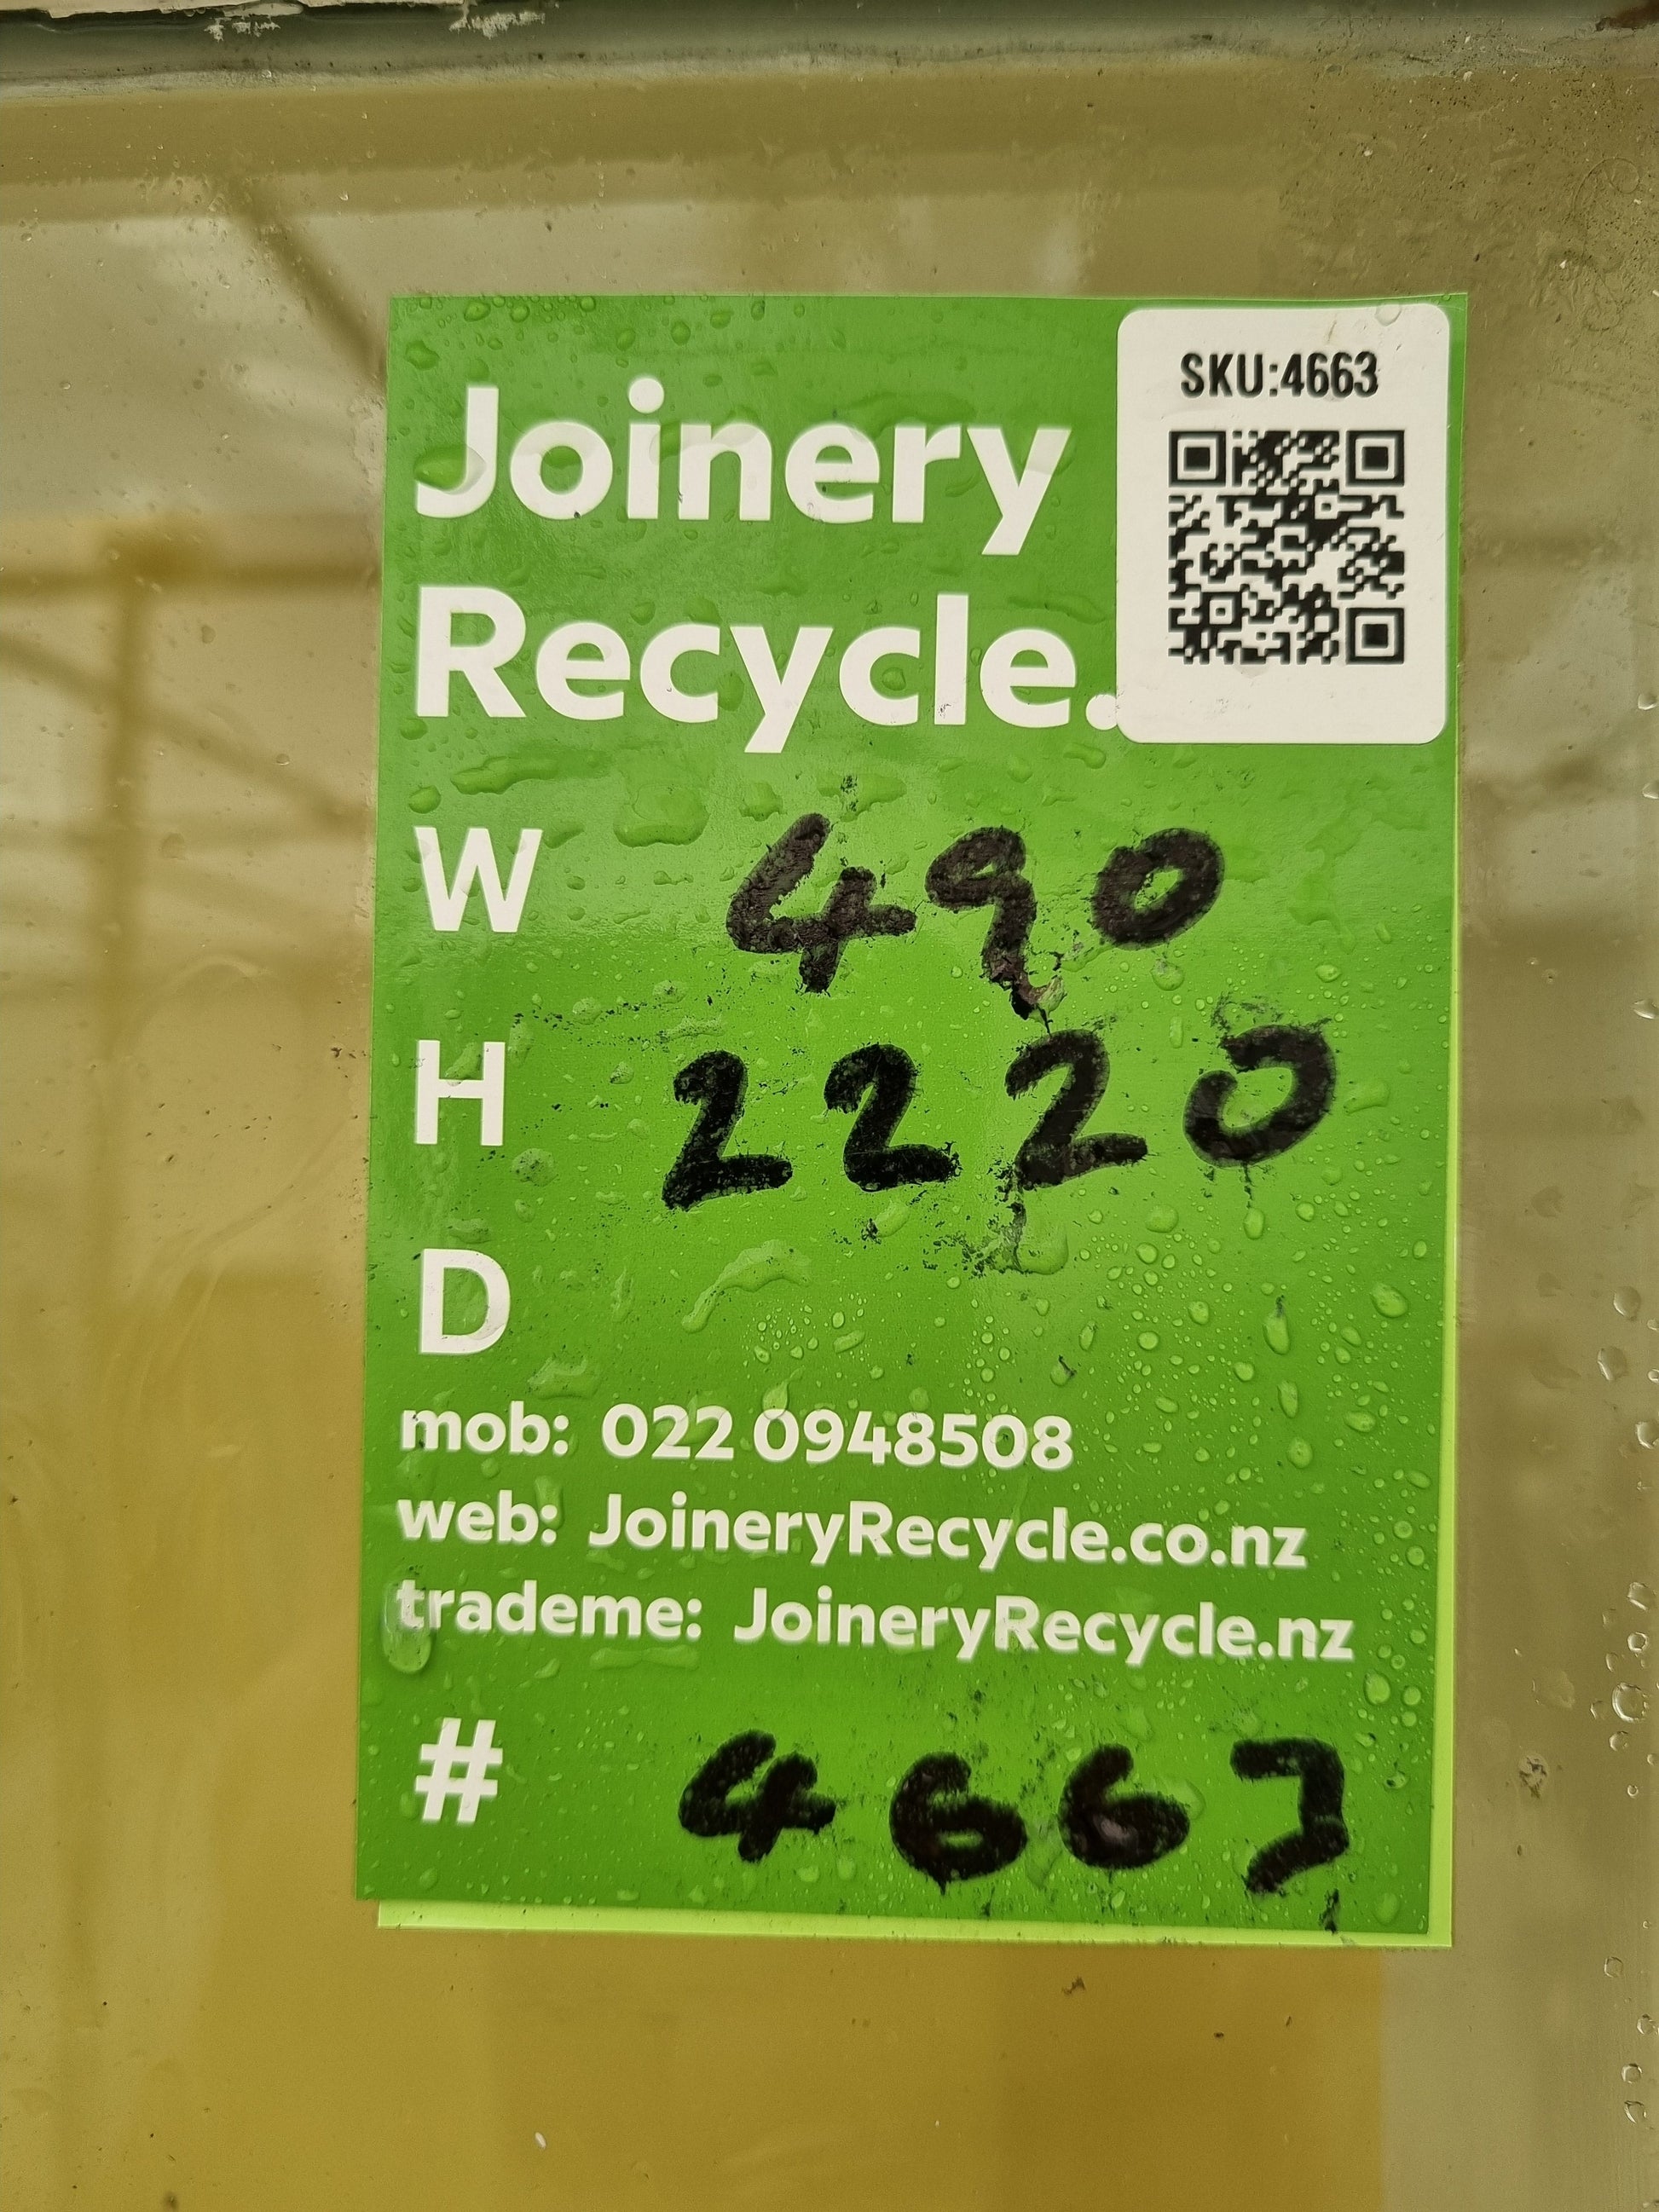 Joinery
Recycle.
SKU:4663
W 490
H 2220
D
mob: 022 0948508
web: JoineryRecycle.co.nz
trademe: JoineryRecycle.nz
# 4663